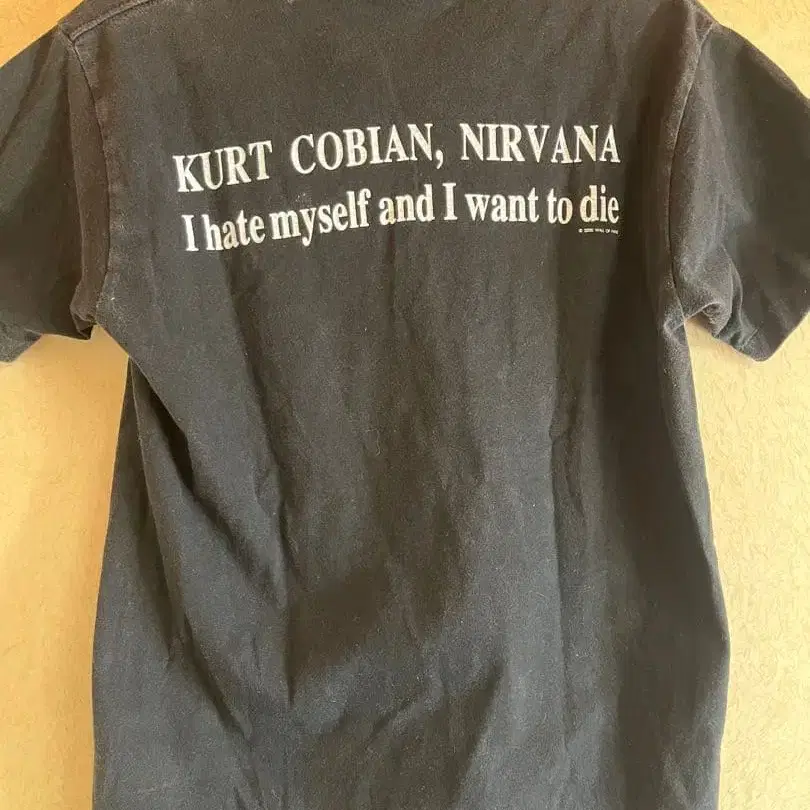 KURT COBIAN, NIRVANA
I hate myself and I want to die